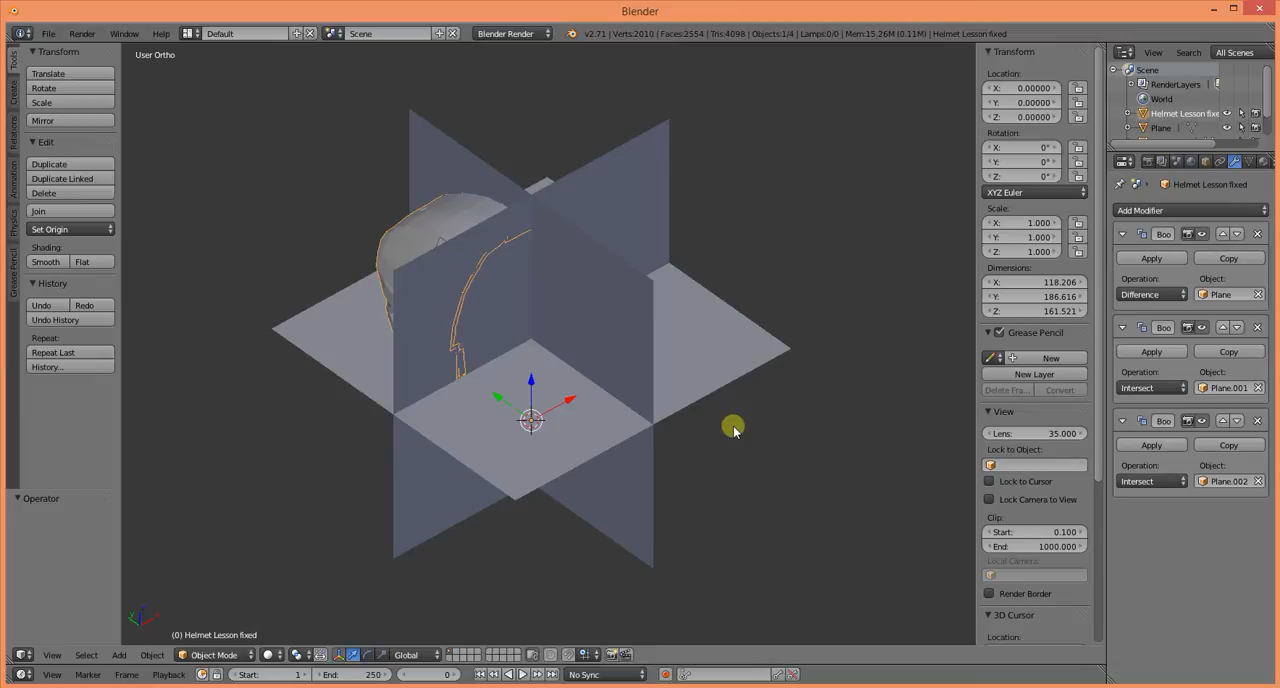 Blender
File Render Window Help Default Scene Blender Render v2.71 | Verts:2010 | Faces:2554 | Tris:4098 | Objects:1/4 | Lamps:0/0 | Mem:15.26M (0.11M) | Helmet Lesson fixed
Tools
Create
Relations
Animation
Physics
Grease Pencil
Transform
Translate
Rotate
Scale
Mirror
Edit
Duplicate
Duplicate Linked
Delete
Join
Set Origin
Shading:
Smooth Flat
History
Undo Redo
Undo History
Repeat:
Repeat Last
History...
Operator
User Ortho
(0) Helmet Lesson fixed
Transform
Location:
X: 0.00000
Y: 0.00000
Z: 0.00000
Rotation:
X: 0°
Y: 0°
Z: 0°
XYZ Euler
Scale:
X: 1.000
Y: 1.000
Z: 1.000
Dimensions:
X: 118.206
Y: 186.616
Z: 161.521
Grease Pencil
New
New Layer
Delete Fra... Convert
View
Lens: 35.000
Lock to Object:
Lock to Cursor
Lock Camera to View
Clip:
Start: 0.100
End: 1000.000
Local Camera:
Render Border
3D Cursor
Location:
View Search All Scenes
Scene
RenderLayers
World
Helmet Lesson fixe
Plane
Helmet Lesson fixed
Add Modifier
Boo
Apply Copy
Operation: Object:
Difference Plane
Boo
Apply Copy
Operation: Object:
Intersect Plane.001
Boo
Apply Copy
Operation: Object:
Intersect Plane.002
View Select Add Object Object Mode Global
View Marker Frame Playback Start: 1 End: 250 0 No Sync